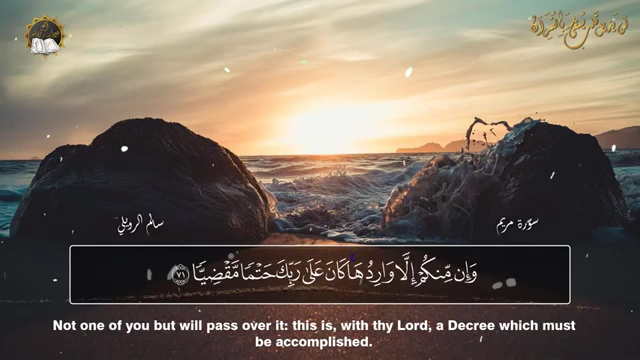 سورة مريم
سالم الرويلي
وَإِن مِّنكُمْ إِلَّا وَارِدُهَا كَانَ عَلَىٰ رَبِّكَ حَتْمًا مَّقْضِيًّا ٧١
Not one of you but will pass over it: this is, with thy Lord, a Decree which must
be accomplished.